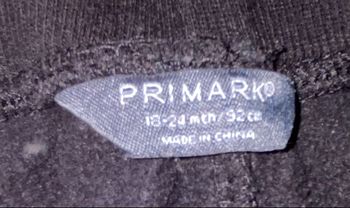 PRIMARK®
18-24 mth/92 cm
MADE IN CHINA